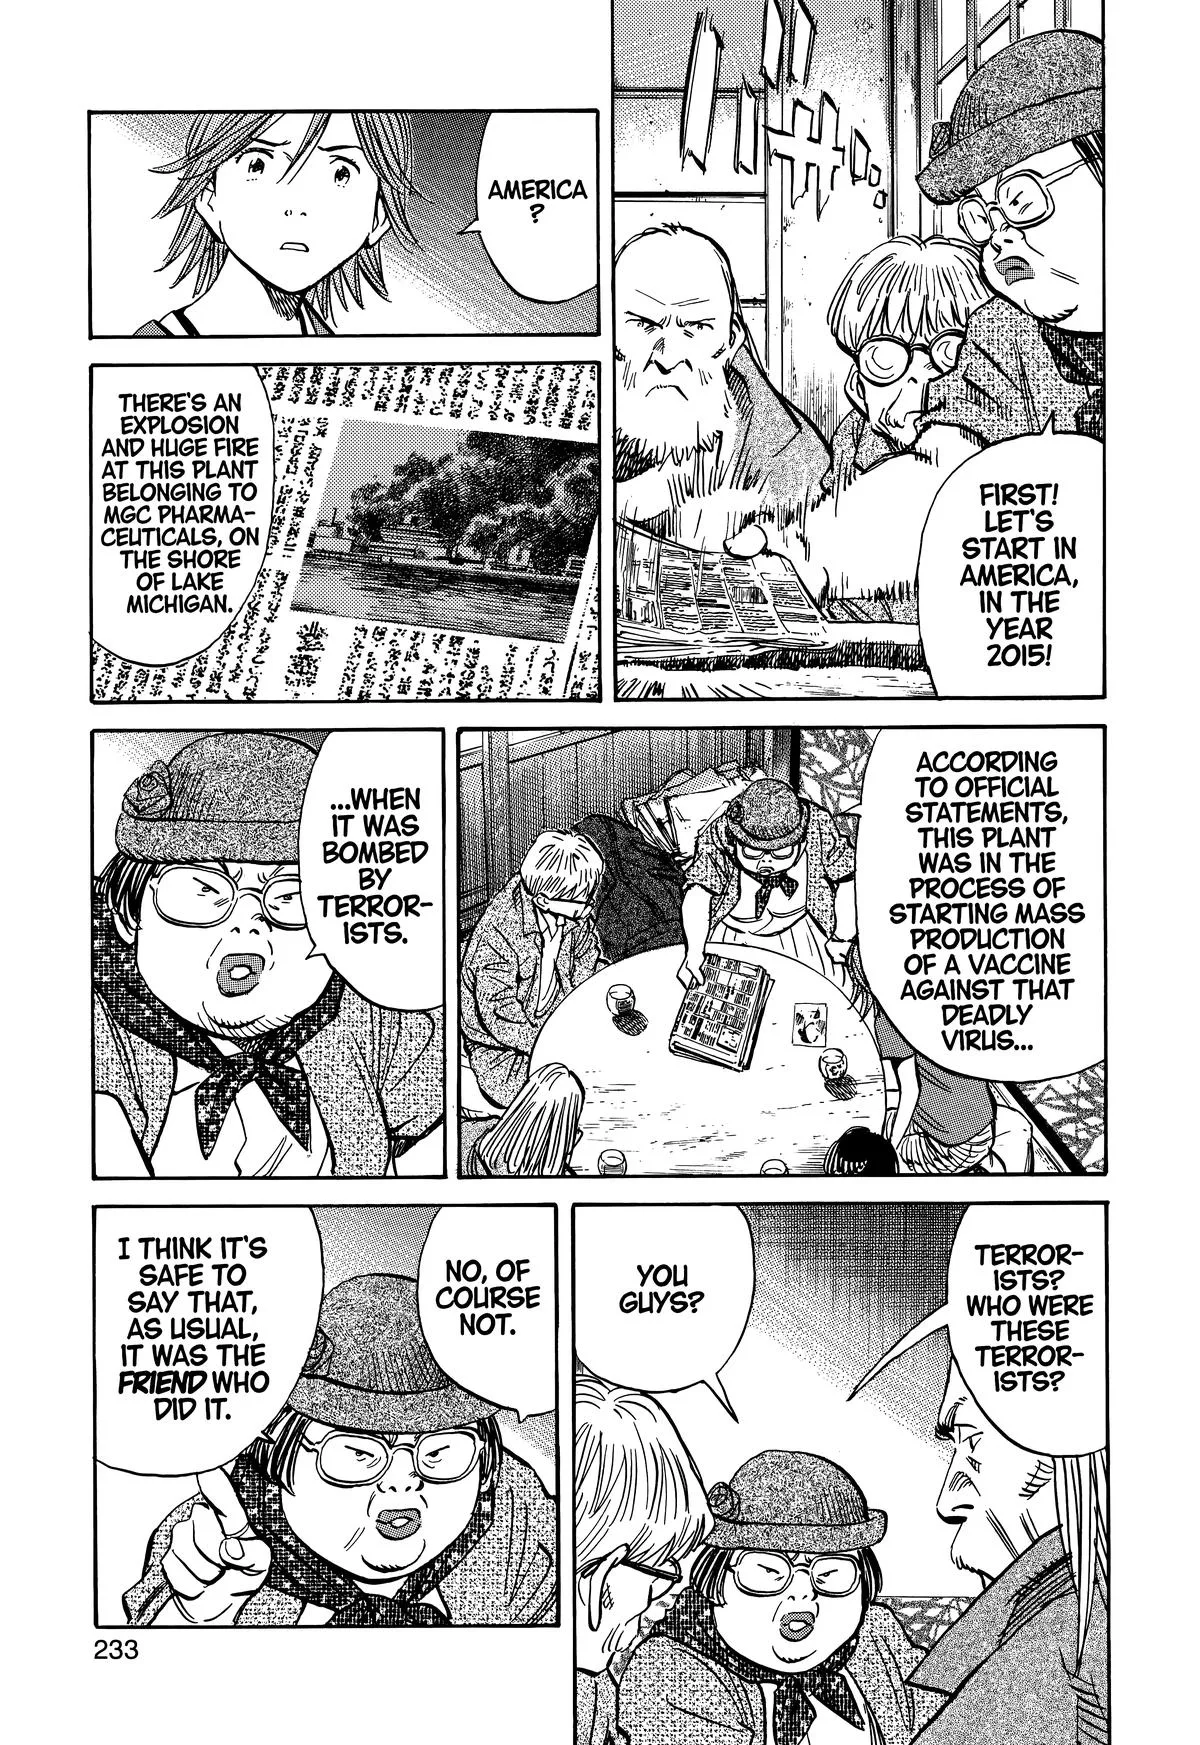 バサッ
FIRST!
LET'S
START IN
AMERICA,
IN THE
YEAR
2015!
AMERICA
?
THERE'S AN
EXPLOSION
AND HUGE FIRE
AT THIS PLANT
BELONGING TO
MGC PHARMA-
CEUTICALS, ON
THE SHORE
OF LAKE
MICHIGAN.
ACCORDING
TO OFFICIAL
STATEMENTS,
THIS PLANT
WAS IN THE
PROCESS OF
STARTING MASS
PRODUCTION
OF A VACCINE
AGAINST THAT
DEADLY
VIRUS...
...WHEN
IT WAS
BOMBED
BY
TERROR-
ISTS.
TERROR-
ISTS?
WHO WERE
THESE
TERROR-
ISTS?
YOU
GUYS?
NO, OF
COURSE
NOT.
I THINK IT'S
SAFE TO
SAY THAT,
AS USUAL,
IT WAS THE
FRIEND WHO
DID IT.
233